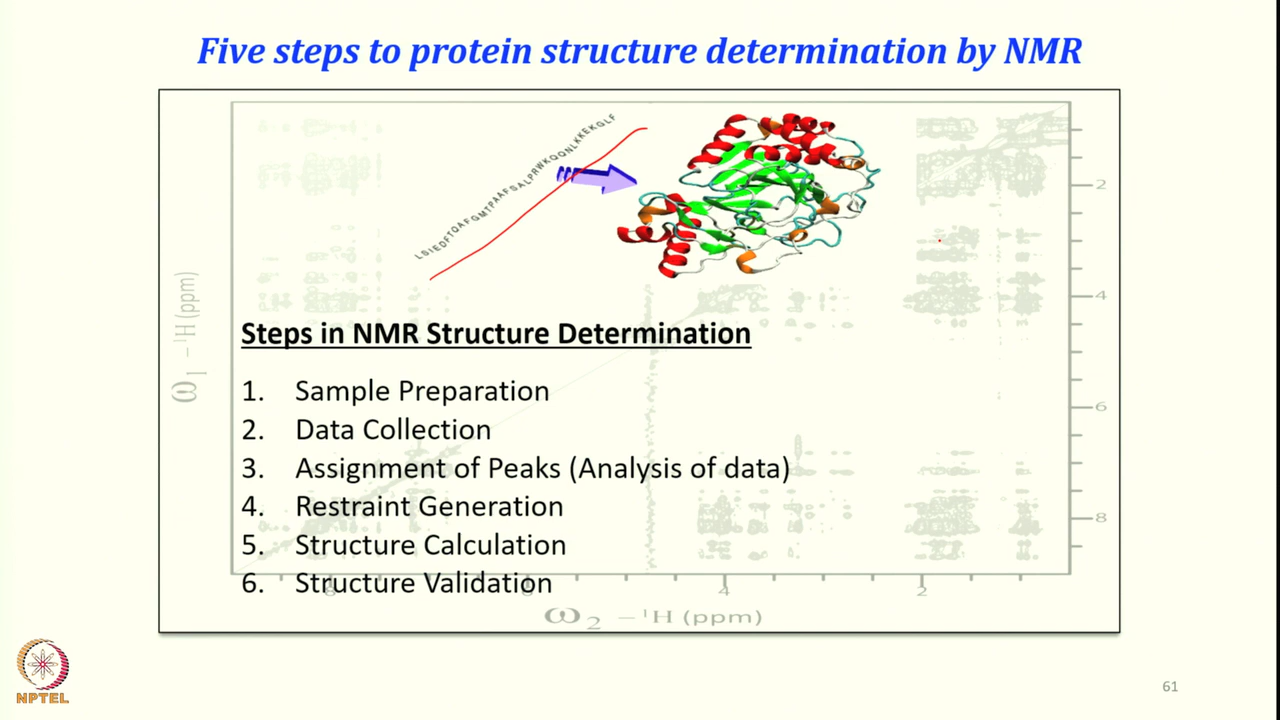 Five steps to protein structure determination by NMR
LSIEDFTQAFGMTPAAFSALPRWKQQNLKKEKGLF
2
4
6
8
ω1 – 1H (ppm)
Steps in NMR Structure Determination
1. Sample Preparation
2. Data Collection
3. Assignment of Peaks (Analysis of data)
4. Restraint Generation
5. Structure Calculation
6. Structure Validation
8 6 4 2
ω2 – 1H (ppm)
NPTEL
61